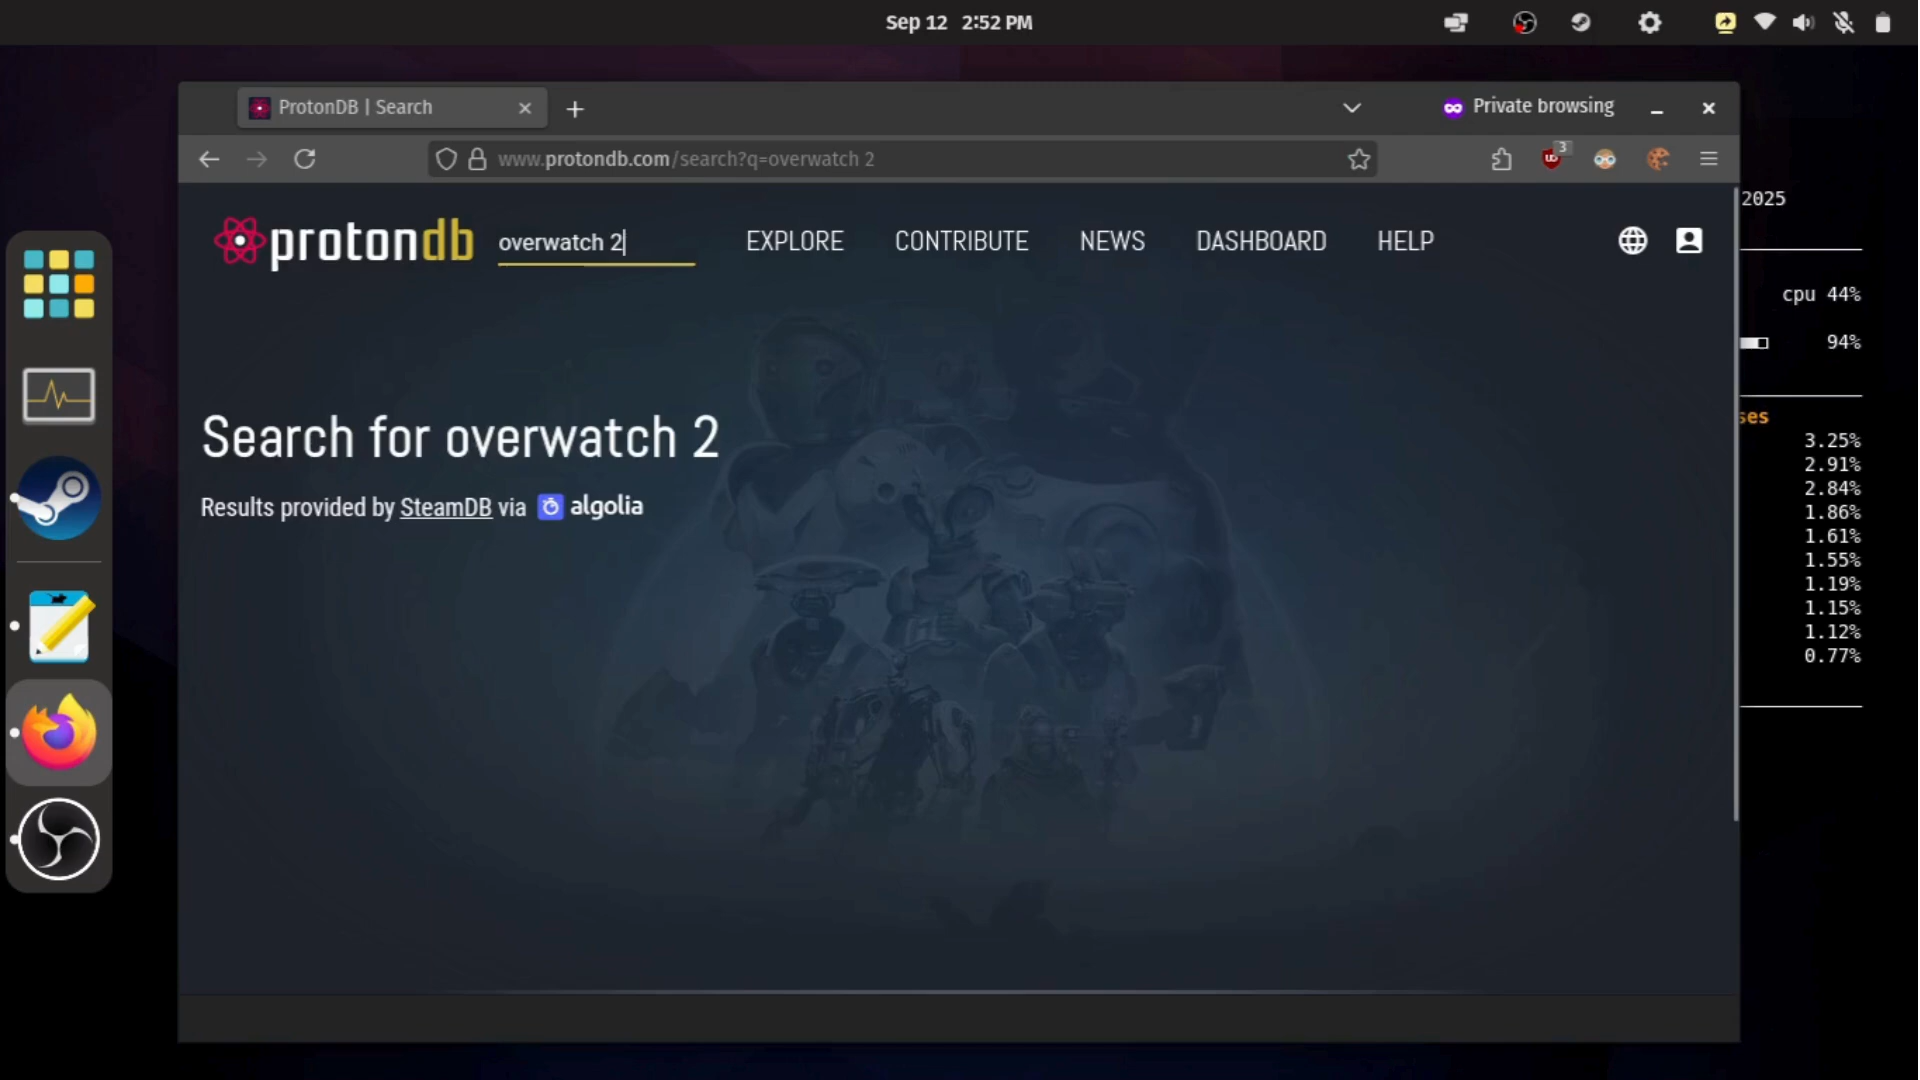 Sep 12 2:52 PM
ProtonDB | Search
Private browsing
www.protondb.com/search?q=overwatch 2
3
2025
protondb
overwatch 2
EXPLORE
CONTRIBUTE
NEWS
DASHBOARD
HELP
cpu 44%
94%
ses
3.25%
2.91%
2.84%
1.86%
1.61%
1.55%
1.19%
1.15%
1.12%
0.77%
Search for overwatch 2
Results provided by SteamDB via algolia